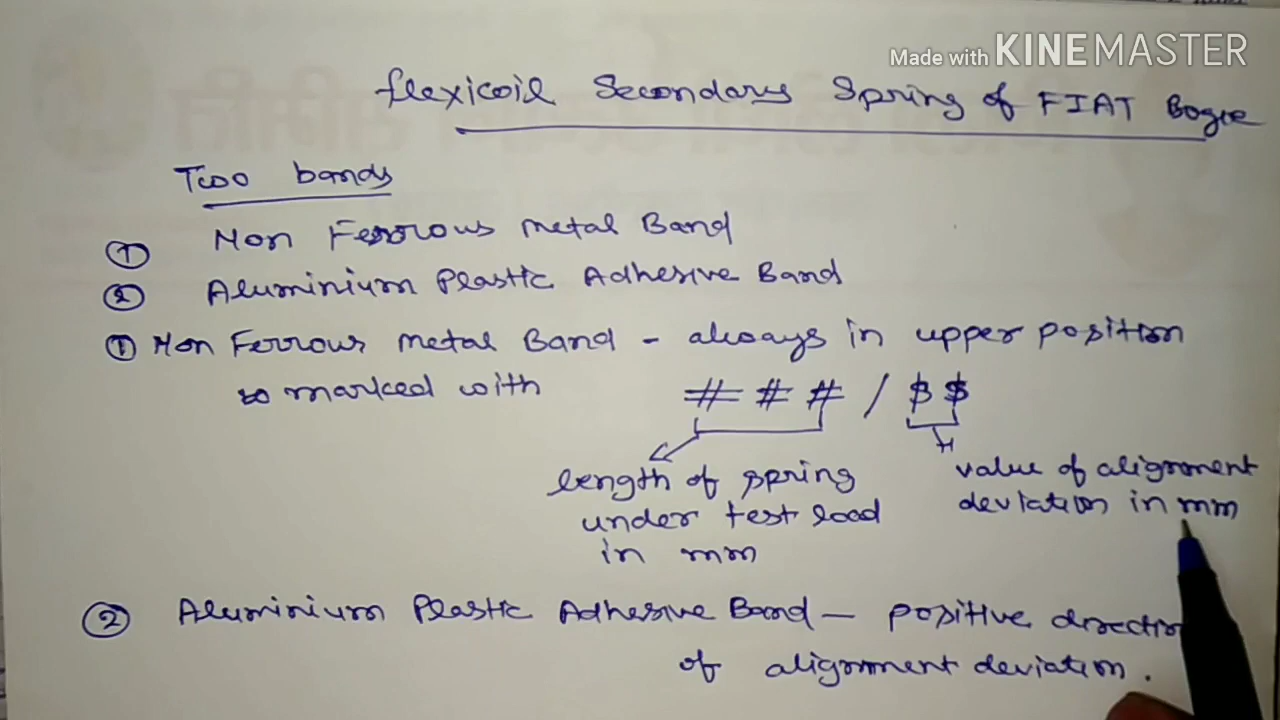 Made with KINEMASTER
flexicoil Secondary Spring of FIAT Bogie
Two bands
① Non Ferrous metal Band
② Aluminium Plastic Adhesive Band
① Non Ferrous metal Band - always in upper position
so marked with # # # / $ $
length of spring
under test load
in mm
value of alignment
deviation in mm
② Aluminium Plastic Adhesive Band - positive direction
of alignment deviation.